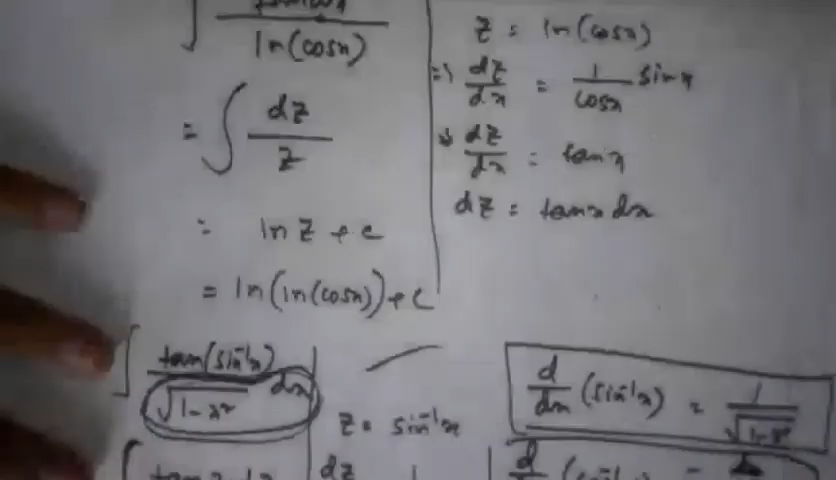 ∫ / ln(cosx)
= ∫ dz/z
= ln z + c
= ln(ln(cosx)) + c
z = ln(cosx)
=> dz/dx = 1/cosx sinx
dz/dx = tanx
dz = tanx dx
∫ tan(sin⁻¹x)/√1-x² dx
z = sin⁻¹x
d/dx (sin⁻¹x) = 1/√1-x²
∫
dz
d/dx